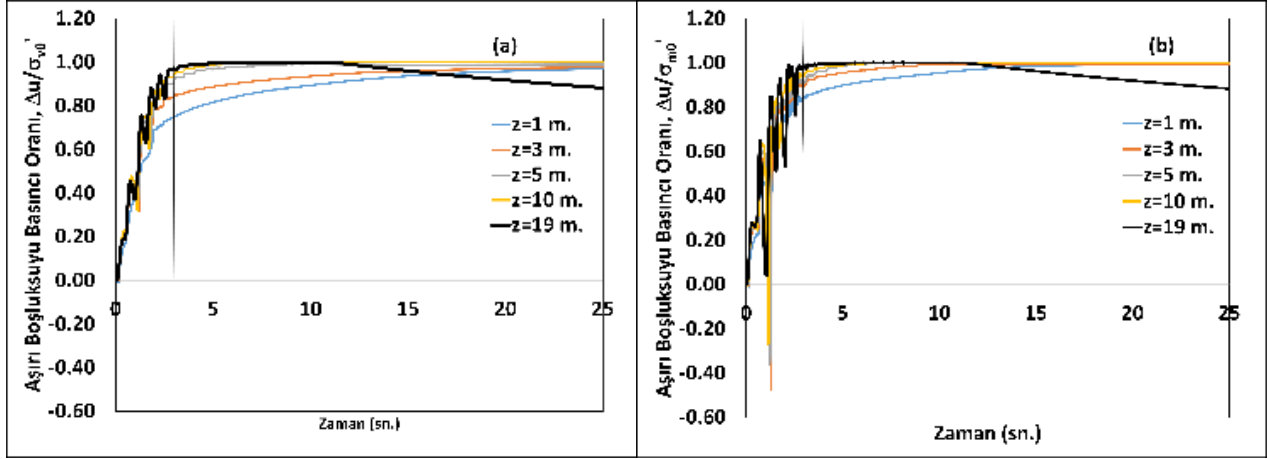 Aşırı Boşluksuyu Basıncı Oranı, Δu/σv0'
1.20
1.00
0.80
0.60
0.40
0.20
0.00
-0.20
-0.40
-0.60
(a)
z=1 m.
z=3 m.
z=5 m.
z=10 m.
z=19 m.
0 5 10 15 20 25
Zaman (sn.)
Aşırı Boşluksuyu Basıncı Oranı, Δu/σm0'
1.20
1.00
0.80
0.60
0.40
0.20
0.00
-0.20
-0.40
-0.60
(b)
z=1 m.
z=3 m.
z=5 m.
z=10 m.
z=19 m.
0 5 10 15 20 25
Zaman (sn.)